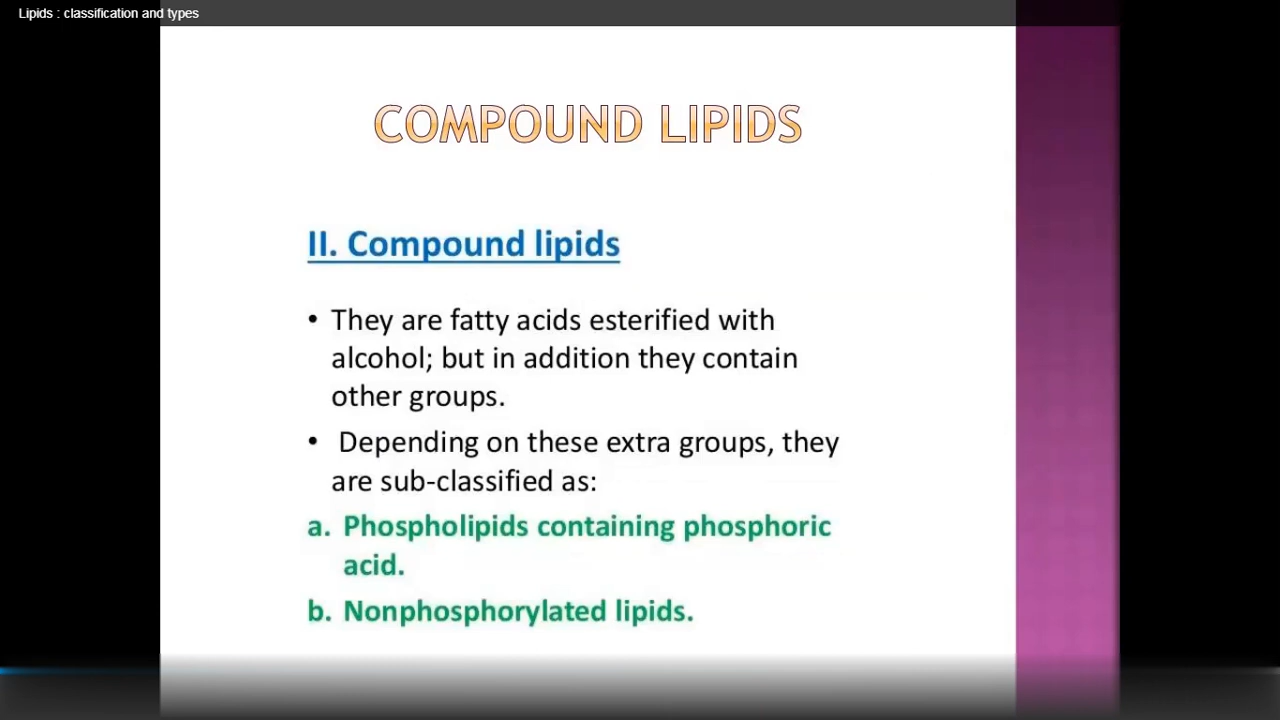 Lipids : classification and types
COMPOUND LIPIDS
II. Compound lipids
• They are fatty acids esterified with
alcohol; but in addition they contain
other groups.
• Depending on these extra groups, they
are sub-classified as:
a. Phospholipids containing phosphoric
acid.
b. Nonphosphorylated lipids.